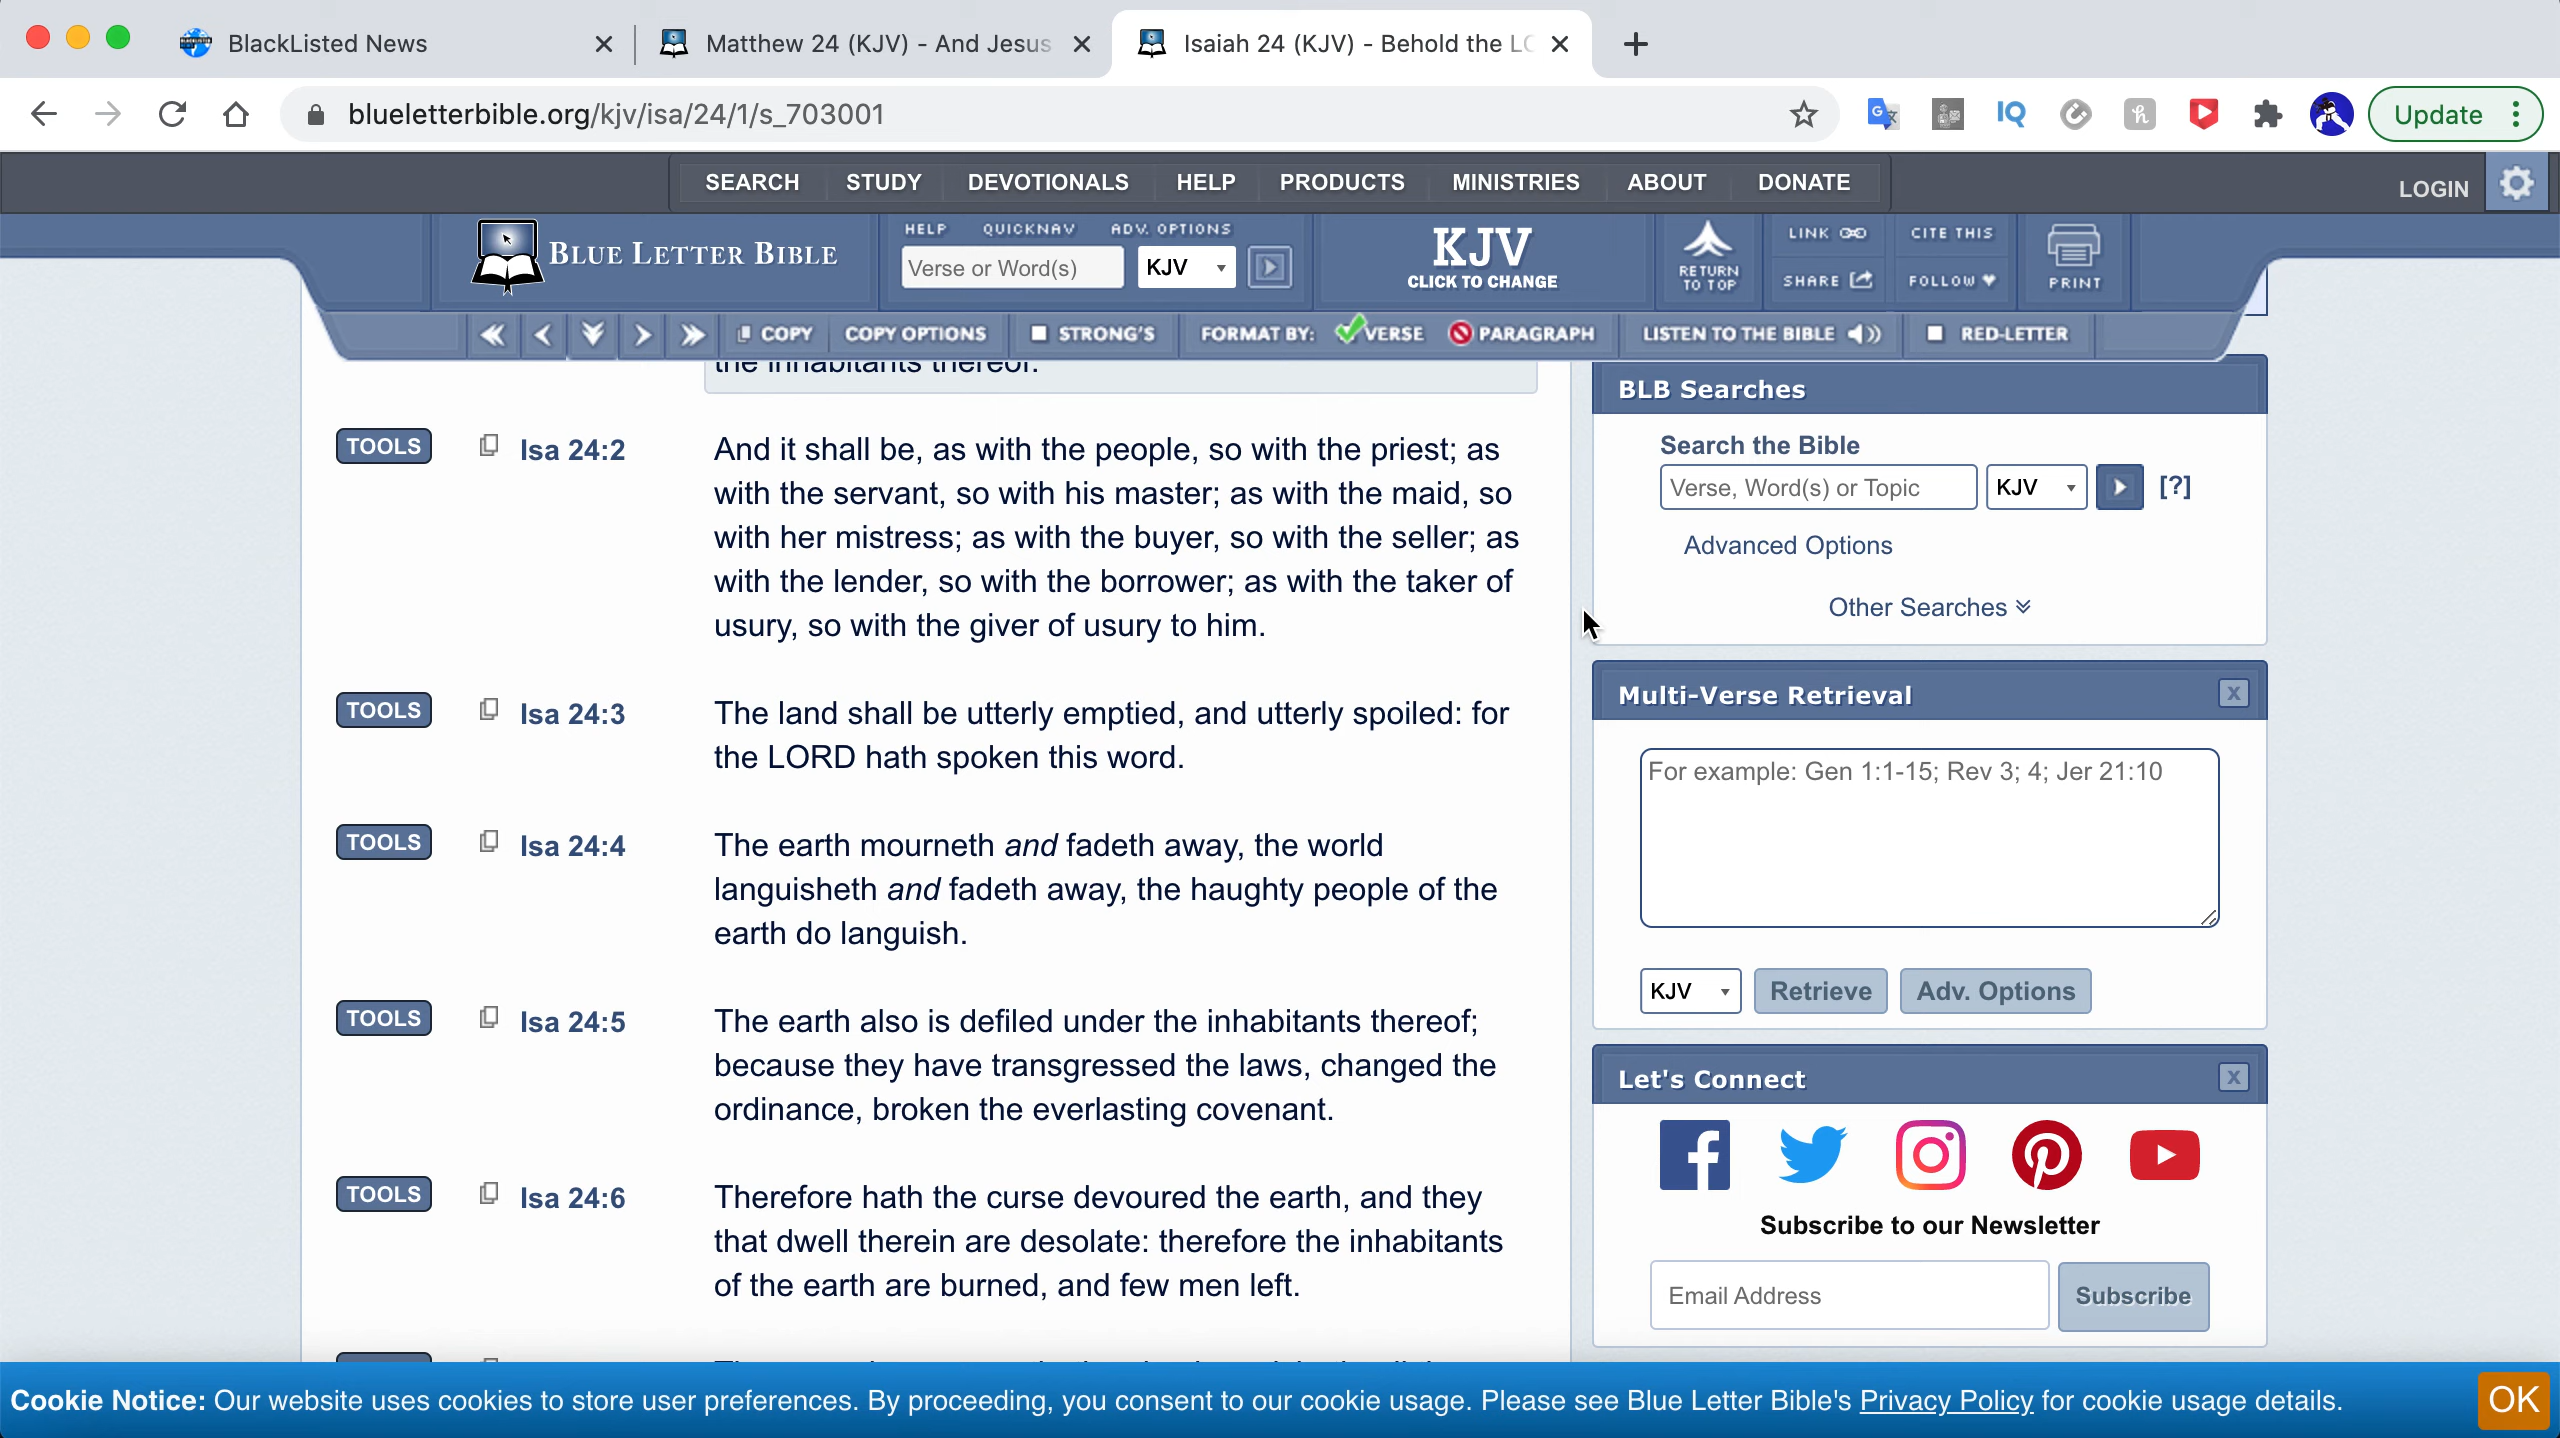 BlackListed News
Matthew 24 (KJV) - And Jesus
Isaiah 24 (KJV) - Behold the LO
blueletterbible.org/kjv/isa/24/1/s_703001
Update
SEARCH STUDY DEVOTIONALS HELP PRODUCTS MINISTRIES ABOUT DONATE
LOGIN
BLUE LETTER BIBLE
HELP QUICKNAV ADV. OPTIONS
Verse or Word(s) KJV
KJV
CLICK TO CHANGE
RETURN
TO TOP
LINK CITE THIS
SHARE FOLLOW
PRINT
COPY COPY OPTIONS STRONG'S FORMAT BY: VERSE PARAGRAPH LISTEN TO THE BIBLE RED-LETTER
the inhabitants thereof.
TOOLS Isa 24:2 And it shall be, as with the people, so with the priest; as
with the servant, so with his master; as with the maid, so
with her mistress; as with the buyer, so with the seller; as
with the lender, so with the borrower; as with the taker of
usury, so with the giver of usury to him.
TOOLS Isa 24:3 The land shall be utterly emptied, and utterly spoiled: for
the LORD hath spoken this word.
TOOLS Isa 24:4 The earth mourneth and fadeth away, the world
languisheth and fadeth away, the haughty people of the
earth do languish.
TOOLS Isa 24:5 The earth also is defiled under the inhabitants thereof;
because they have transgressed the laws, changed the
ordinance, broken the everlasting covenant.
TOOLS Isa 24:6 Therefore hath the curse devoured the earth, and they
that dwell therein are desolate: therefore the inhabitants
of the earth are burned, and few men left.
BLB Searches
Search the Bible
Verse, Word(s) or Topic KJV [?]
Advanced Options
Other Searches
Multi-Verse Retrieval X
For example: Gen 1:1-15; Rev 3; 4; Jer 21:10
KJV Retrieve Adv. Options
Let's Connect X
Subscribe to our Newsletter
Email Address Subscribe
Cookie Notice: Our website uses cookies to store user preferences. By proceeding, you consent to our cookie usage. Please see Blue Letter Bible's Privacy Policy for cookie usage details. OK